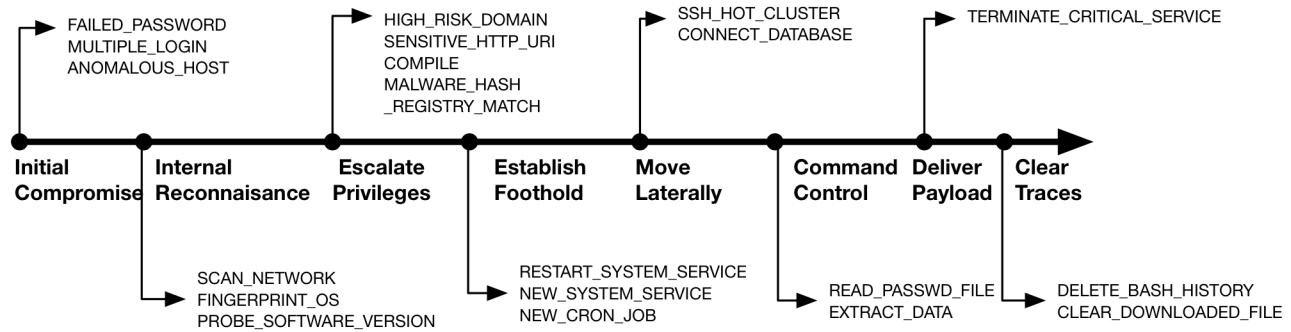 FAILED_PASSWORD
MULTIPLE_LOGIN
ANOMALOUS_HOST
HIGH_RISK_DOMAIN
SENSITIVE_HTTP_URI
COMPILE
MALWARE_HASH
_REGISTRY_MATCH
SSH_HOT_CLUSTER
CONNECT_DATABASE
TERMINATE_CRITICAL_SERVICE
Initial
Compromise
Internal
Reconnaisance
Escalate
Privileges
Establish
Foothold
Move
Laterally
Command
Control
Deliver
Payload
Clear
Traces
SCAN_NETWORK
FINGERPRINT_OS
PROBE_SOFTWARE_VERSION
RESTART_SYSTEM_SERVICE
NEW_SYSTEM_SERVICE
NEW_CRON_JOB
READ_PASSWD_FILE
EXTRACT_DATA
DELETE_BASH_HISTORY
CLEAR_DOWNLOADED_FILE